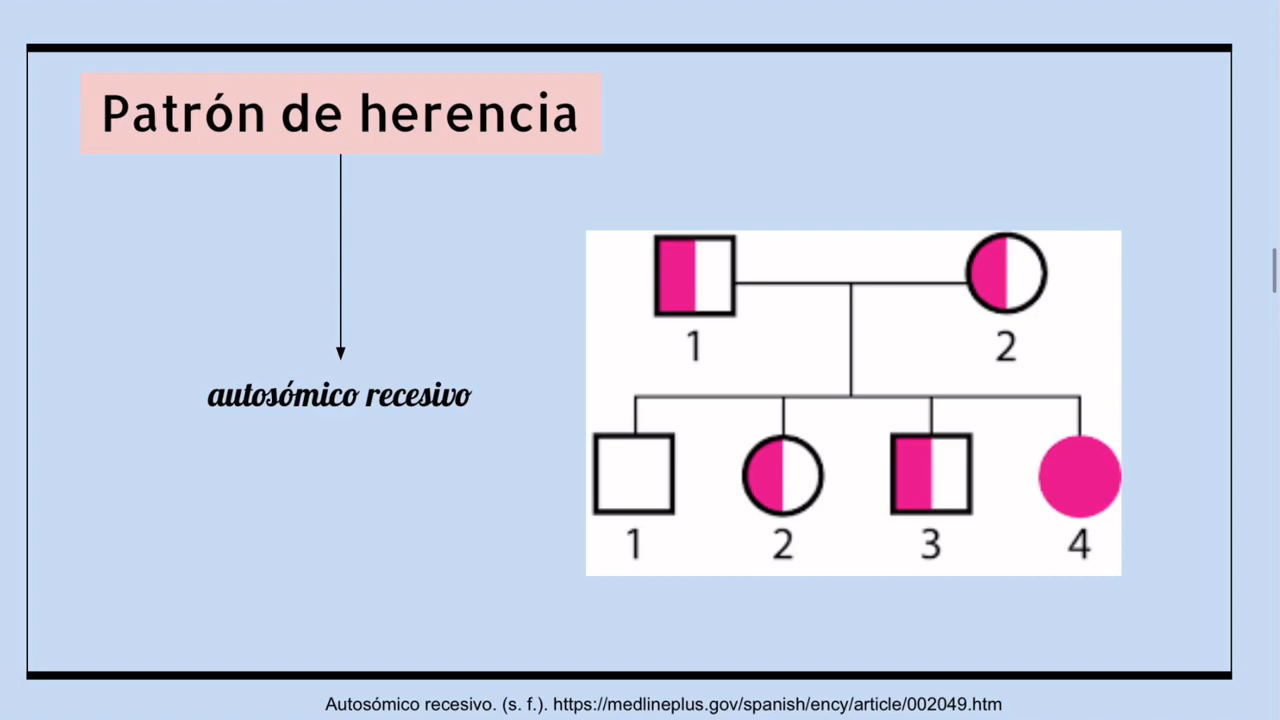 Patrón de herencia
autosómico recesivo
1
2
1
2
3
4
Autosómico recesivo. (s. f.). https://medlineplus.gov/spanish/ency/article/002049.htm